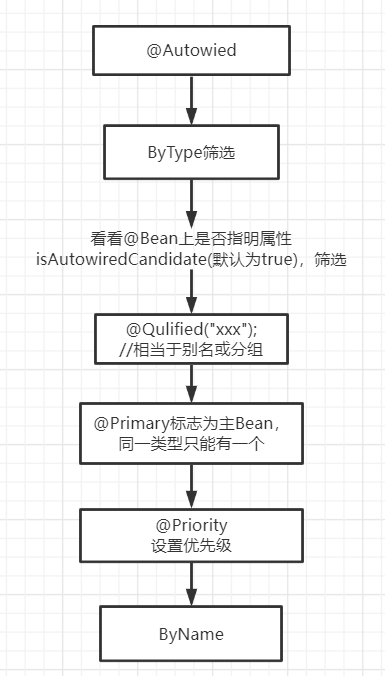 @Autowied
ByType筛选
看看@Bean上是否指明属性
isAutowiredCandidate(默认为true)，筛选
@Qulified("xxx");
//相当于别名或分组
@Primary标志为主Bean，
同一类型只能有一个
@Priority
设置优先级
ByName